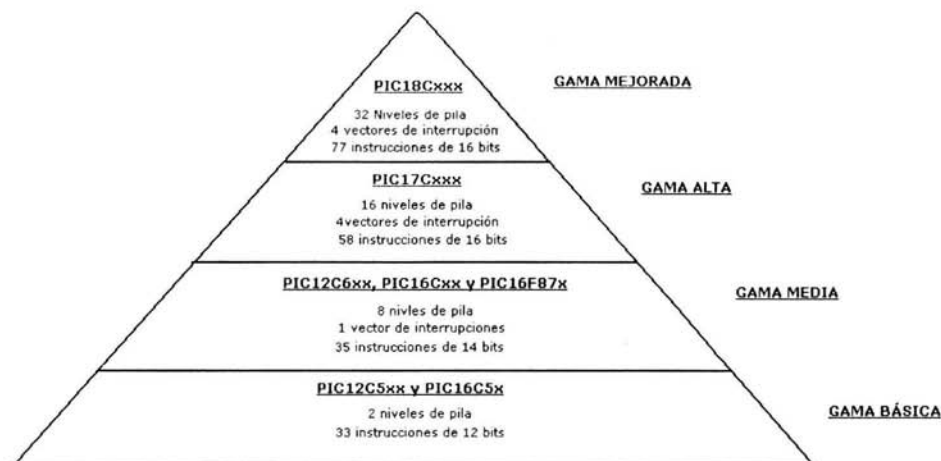 PIC18Cxxx
32 Niveles de pila
4 vectores de interrupción
77 instrucciones de 16 bits
GAMA MEJORADA
PIC17Cxxx
16 niveles de pila
4vectores de interrupción
58 instrucciones de 16 bits
GAMA ALTA
PIC12C6xx, PIC16Cxx y PIC16F87x
8 nivles de pila
1 vector de interrupciones
35 instrucciones de 14 bits
GAMA MEDIA
PIC12C5xx y PIC16C5x
2 niveles de pila
33 instrucciones de 12 bits
GAMA BÁSICA